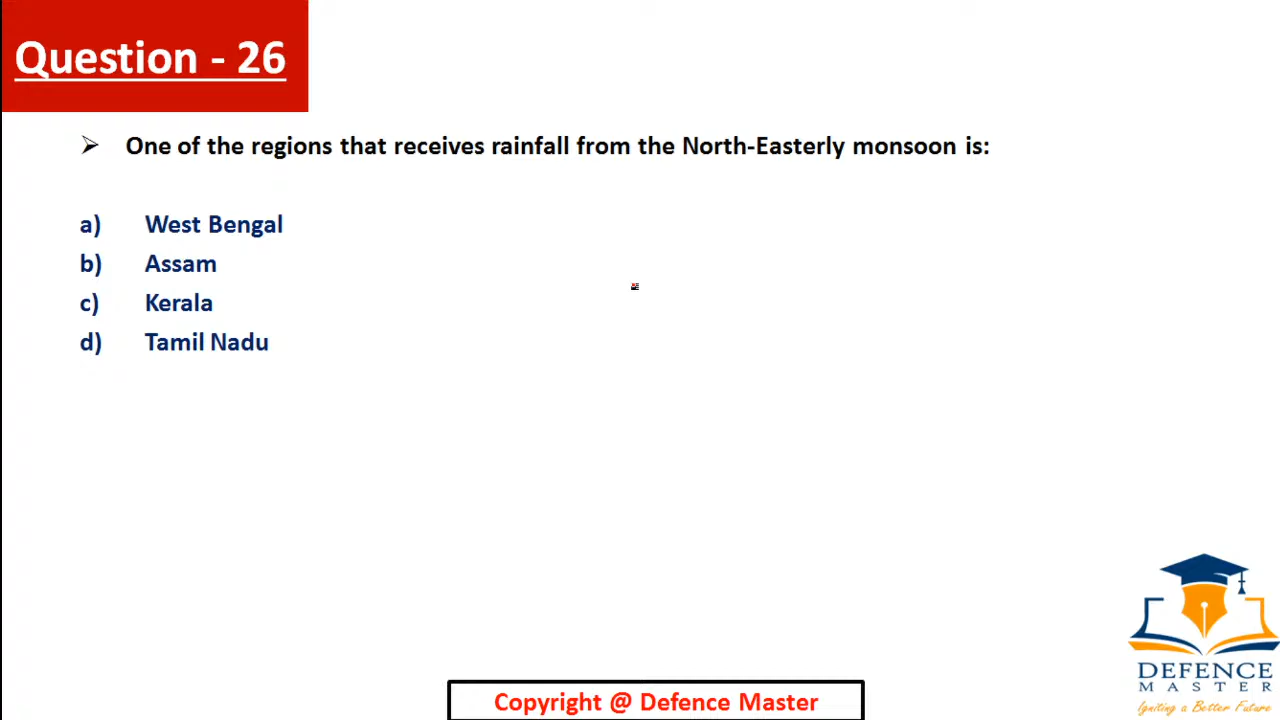 Question - 26
➢ One of the regions that receives rainfall from the North-Easterly monsoon is:
a) West Bengal
b) Assam
c) Kerala
d) Tamil Nadu
DEFENCE
MASTER
Igniting a Better Future
Copyright @ Defence Master